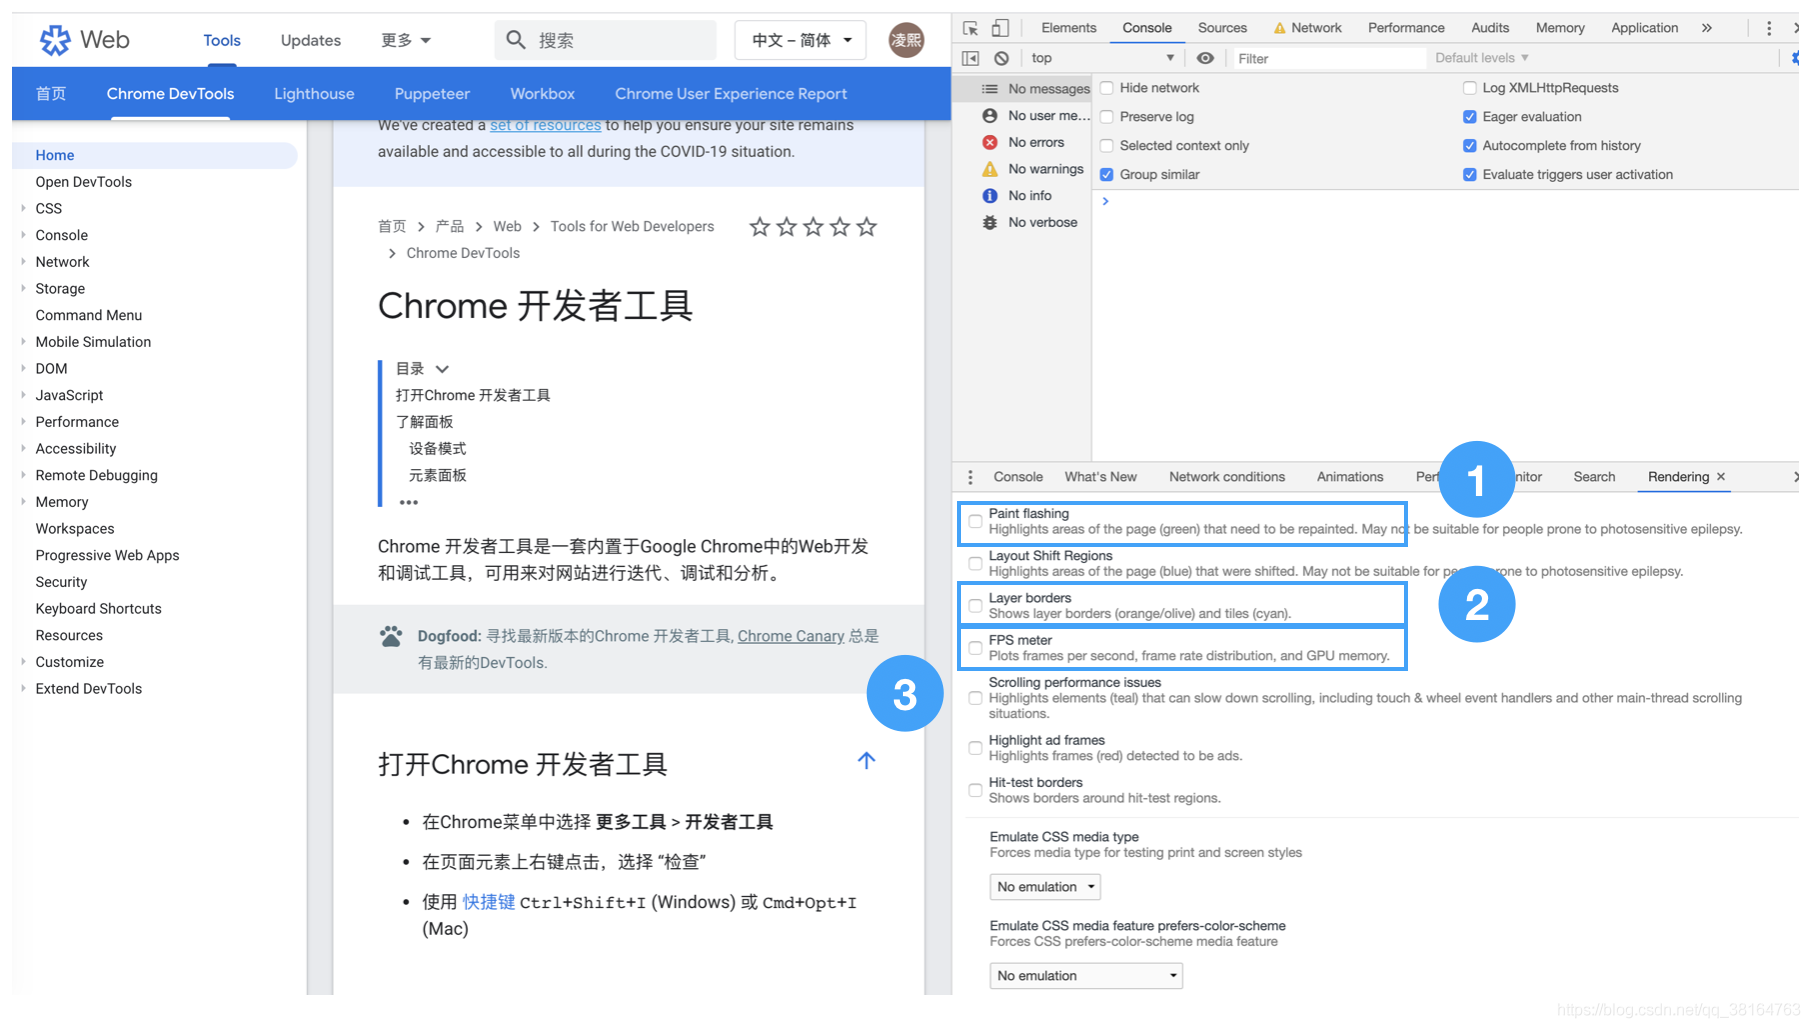 Web
Tools
Updates
更多
搜索
中文 – 简体
凌熙
首页
Chrome DevTools
Lighthouse
Puppeteer
Workbox
Chrome User Experience Report
Home
Open DevTools
CSS
Console
Network
Storage
Command Menu
Mobile Simulation
DOM
JavaScript
Performance
Accessibility
Remote Debugging
Memory
Workspaces
Progressive Web Apps
Security
Keyboard Shortcuts
Resources
Customize
Extend DevTools
We've created a set of resources to help you ensure your site remains
available and accessible to all during the COVID-19 situation.
首页 > 产品 > Web > Tools for Web Developers
> Chrome DevTools
Chrome 开发者工具
目录
打开Chrome 开发者工具
了解面板
设备模式
元素面板
•••
Chrome 开发者工具是一套内置于Google Chrome中的Web开发
和调试工具，可用来对网站进行迭代、调试和分析。
Dogfood: 寻找最新版本的Chrome 开发者工具, Chrome Canary 总是
有最新的DevTools.
3
打开Chrome 开发者工具
• 在Chrome菜单中选择 更多工具 > 开发者工具
• 在页面元素上右键点击，选择 “检查”
• 使用 快捷键 Ctrl+Shift+I (Windows) 或 Cmd+Opt+I
(Mac)
Elements
Console
Sources
Network
Performance
Audits
Memory
Application
»
top
Filter
Default levels
No messages
No user me...
No errors
No warnings
No info
No verbose
Hide network
Preserve log
Selected context only
Group similar
Log XMLHttpRequests
Eager evaluation
Autocomplete from history
Evaluate triggers user activation
Console
What's New
Network conditions
Animations
1
Search
Rendering ×
Paint flashing
Highlights areas of the page (green) that need to be repainted. May not be suitable for people prone to photosensitive epilepsy.
Layout Shift Regions
Highlights areas of the page (blue) that were shifted. May not be suitable for prone to photosensitive epilepsy.
2
Layer borders
Shows layer borders (orange/olive) and tiles (cyan).
FPS meter
Plots frames per second, frame rate distribution, and GPU memory.
Scrolling performance issues
Highlights elements (teal) that can slow down scrolling, including touch & wheel event handlers and other main-thread scrolling
situations.
Highlight ad frames
Highlights frames (red) detected to be ads.
Hit-test borders
Shows borders around hit-test regions.
Emulate CSS media type
Forces media type for testing print and screen styles
No emulation
Emulate CSS media feature prefers-color-scheme
Forces CSS prefers-color-scheme media feature
No emulation
https://blog.csdn.net/qq_38164763